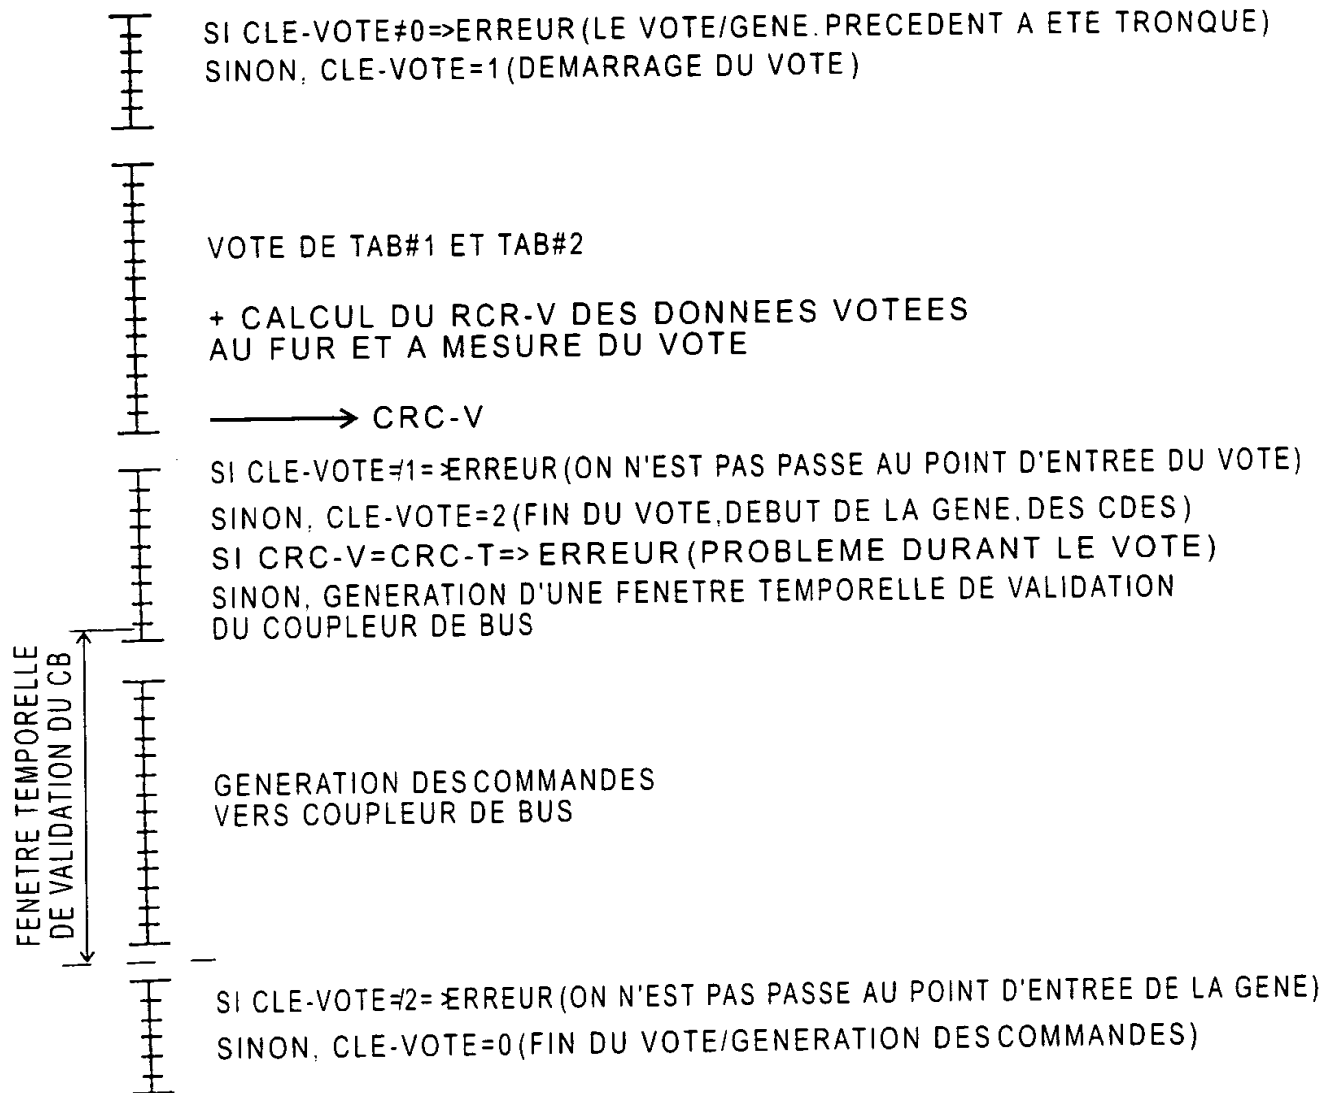 SI CLE-VOTE≠0=>ERREUR(LE VOTE/GENE.PRECEDENT A ETE TRONQUE)
SINON, CLE-VOTE=1(DEMARRAGE DU VOTE)
VOTE DE TAB#1 ET TAB#2
+ CALCUL DU RCR-V DES DONNEES VOTEES
AU FUR ET A MESURE DU VOTE
CRC-V
SI CLE-VOTE≠1=>ERREUR(ON N'EST PAS PASSE AU POINT D'ENTREE DU VOTE)
SINON, CLE-VOTE=2(FIN DU VOTE,DEBUT DE LA GENE.DES CDES)
SI CRC-V=CRC-T=>ERREUR(PROBLEME DURANT LE VOTE)
SINON, GENERATION D'UNE FENETRE TEMPORELLE DE VALIDATION
DU COUPLEUR DE BUS
FENETRE TEMPORELLE
DE VALIDATION DU CB
GENERATION DES COMMANDES
VERS COUPLEUR DE BUS
SI CLE-VOTE≠2=>ERREUR(ON N'EST PAS PASSE AU POINT D'ENTREE DE LA GENE)
SINON, CLE-VOTE=0(FIN DU VOTE/GENERATION DES COMMANDES)